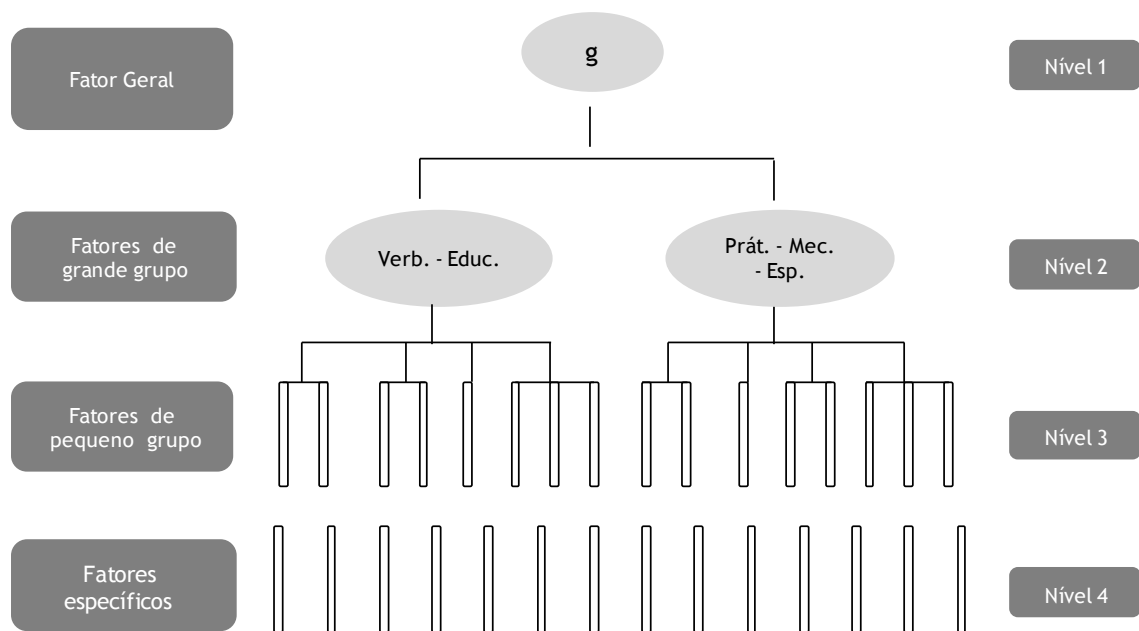 Fator Geral
g
Nível 1
Fatores de
grande grupo
Verb. - Educ.
Prát. - Mec.
- Esp.
Nível 2
Fatores de
pequeno grupo
Nível 3
Fatores
específicos
Nível 4